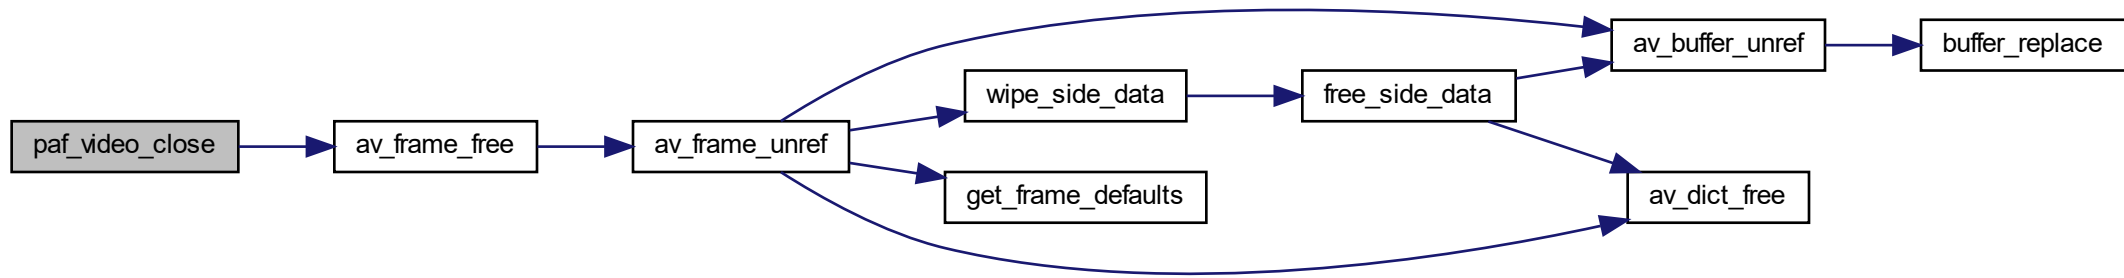 paf_video_close
av_frame_free
av_frame_unref
wipe_side_data
get_frame_defaults
free_side_data
av_buffer_unref
av_dict_free
buffer_replace